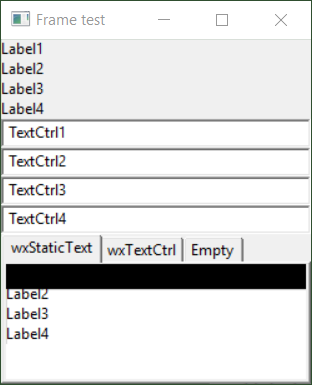 Frame test
Label1
Label2
Label3
Label4
TextCtrl1
TextCtrl2
TextCtrl3
TextCtrl4
wxStaticText wxTextCtrl Empty
Label2
Label3
Label4